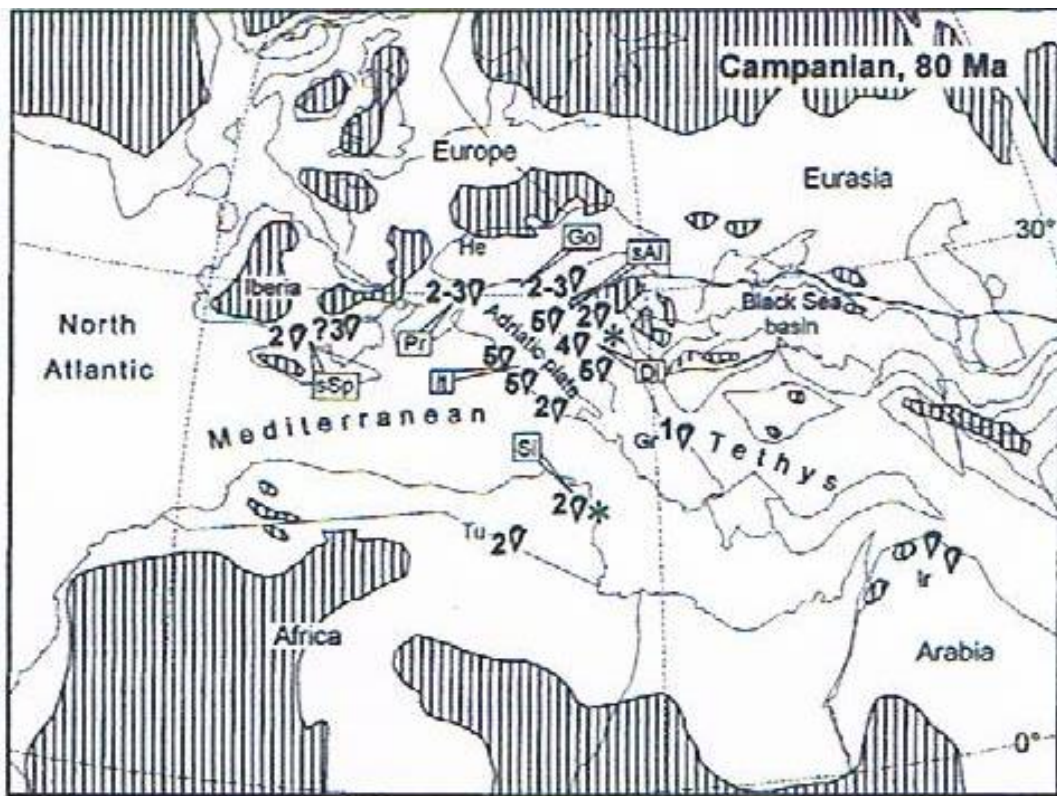 Campanian, 80 Ma
Europe
Eurasia
Go
sAl
He
30°
Iberia
2-3
2-3
Black Sea
basin
North
Atlantic
2
?3
Pr
Adriatic plate
5
2
*
4
sSp
It
5
5
5
Di
2
Mediterranean
Gr
1
Tethys
Sl
2
*
Tu
2
Ir
Africa
Arabia
0°